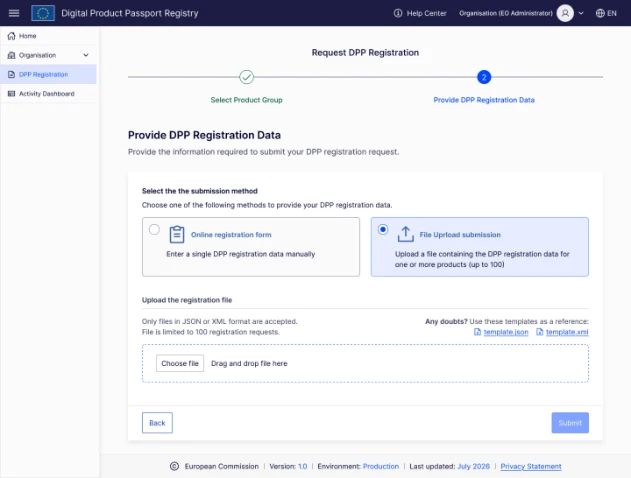 Digital Product Passport Registry
Help Center
Organisation (EO Administrator)
EN
Home
Organisation
DPP Registration
Activity Dashboard
Request DPP Registration
2
Select Product Group
Provide DPP Registration Data
Provide DPP Registration Data
Provide the information required to submit your DPP registration request.
Select the the submission method
Choose one of the following methods to provide your DPP registration data.
Online registration form
Enter a single DPP registration data manually
File Uprload submission
Upload a file containing the DPP registration data for
one or more products (up to 100)
Upload the registration file
Only files in JSON or XML format are accepted.
File is limited to 100 registration requests.
Any doubts? Use these templates as a reference:
template.json template.xml
Choose file Drag and drop file here
Back
Submit
© European Commission | Version: 1.0 | Environment: Production | Last updated: July 2026 | Privacy Statement